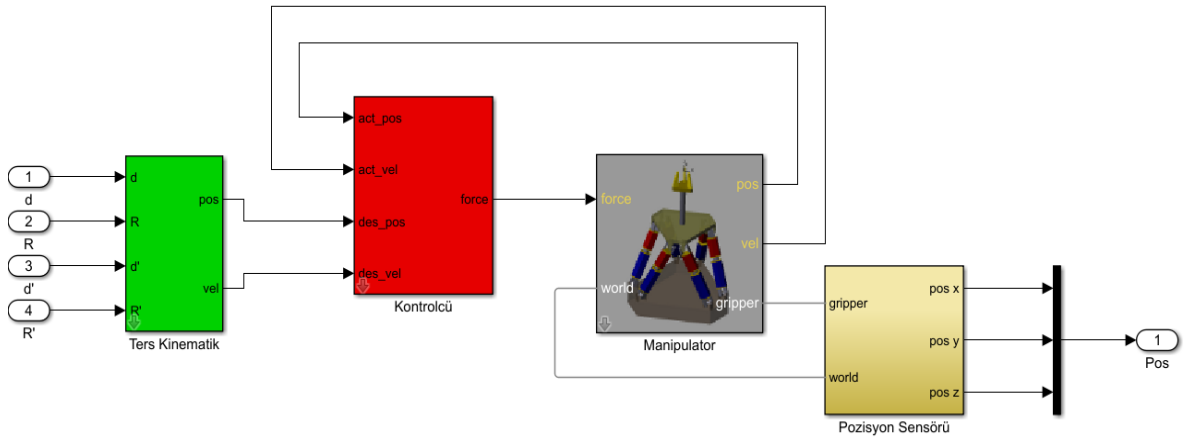 1
d
2
R
3
d'
4
R'
d
R
d'
R'
pos
vel
Ters Kinematik
act_pos
act_vel
des_pos
des_vel
force
Kontrolcü
force
world
pos
vel
gripper
Manipulator
gripper
world
pos x
pos y
pos z
Pozisyon Sensörü
1
Pos